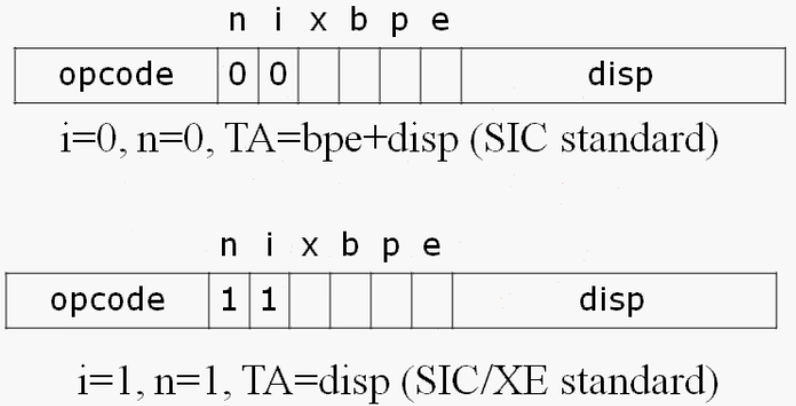 n i x b p e
opcode 0 0 disp
i=0, n=0, TA=bpe+disp (SIC standard)
n i x b p e
opcode 1 1 disp
i=1, n=1, TA=disp (SIC/XE standard)